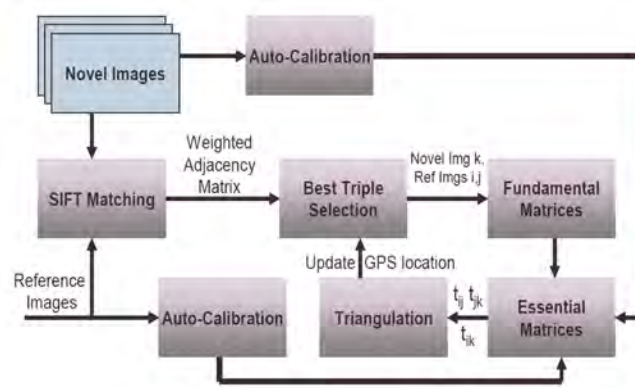 Novel Images
Auto-Calibration
SIFT Matching
Weighted
Adjacency
Matrix
Best Triple
Selection
Novel Img k,
Ref Imgs i,j
Fundamental
Matrices
Reference
Images
Auto-Calibration
Update GPS location
Triangulation
t_ij t_jk
t_ik
Essential
Matrices